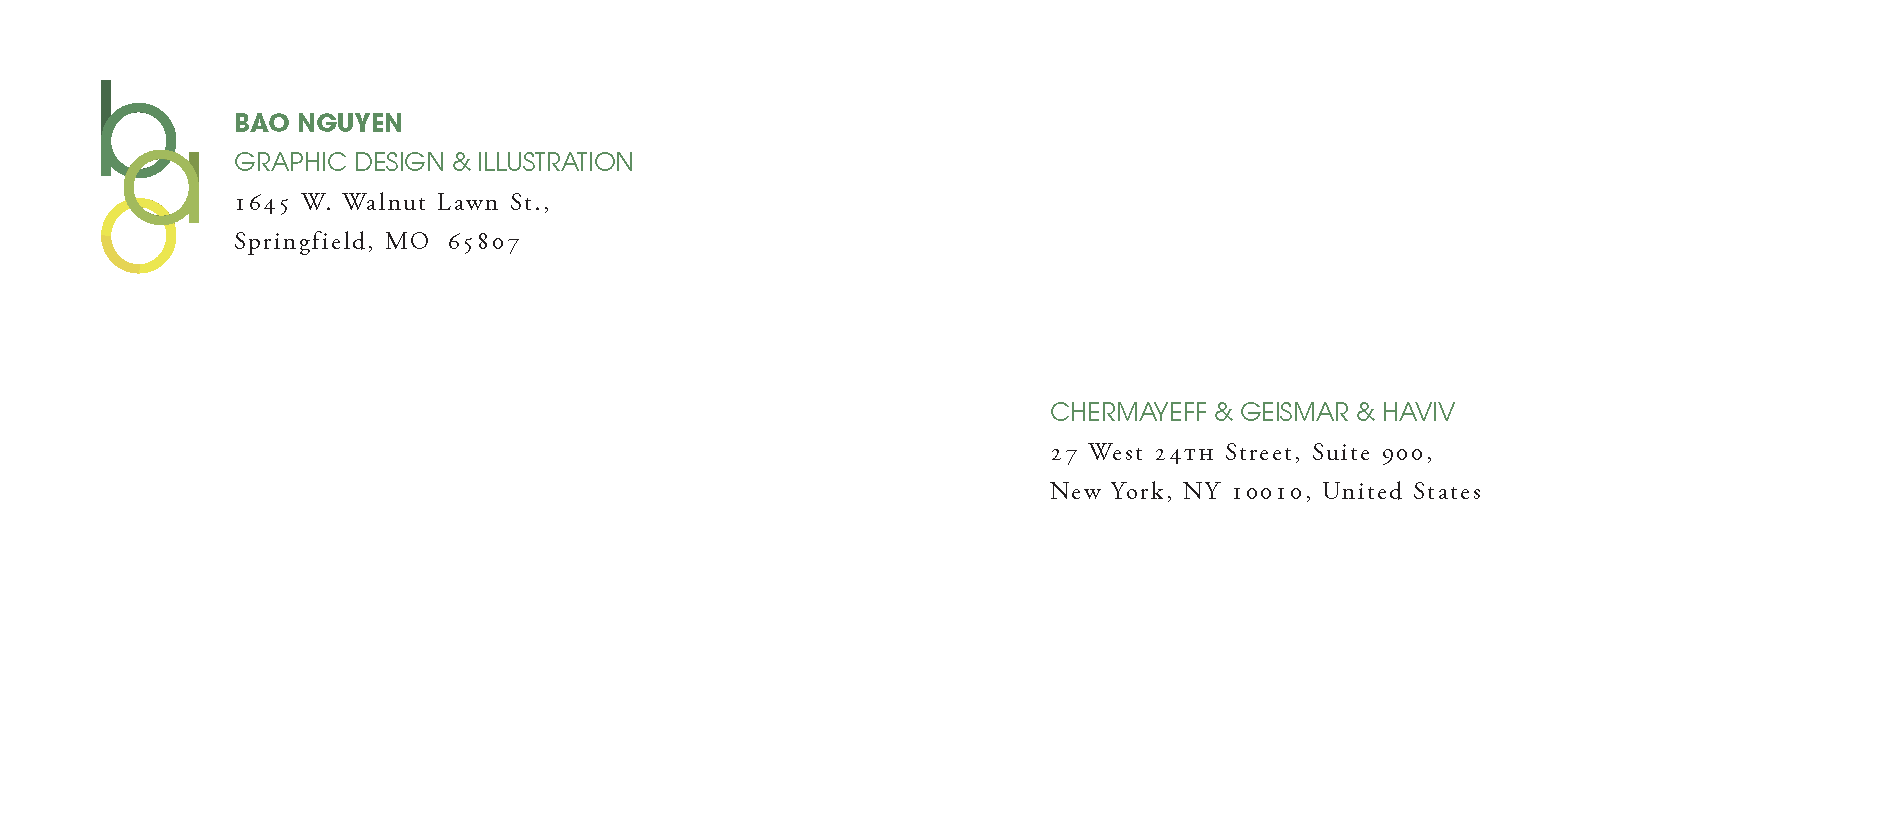 bao
BAO NGUYEN
GRAPHIC DESIGN & ILLUSTRATION
1645 W. Walnut Lawn St.,
Springfield, MO  65807
CHERMAYEFF & GEISMAR & HAVIV
27 West 24TH Street, Suite 900,
New York, NY 10010, United States